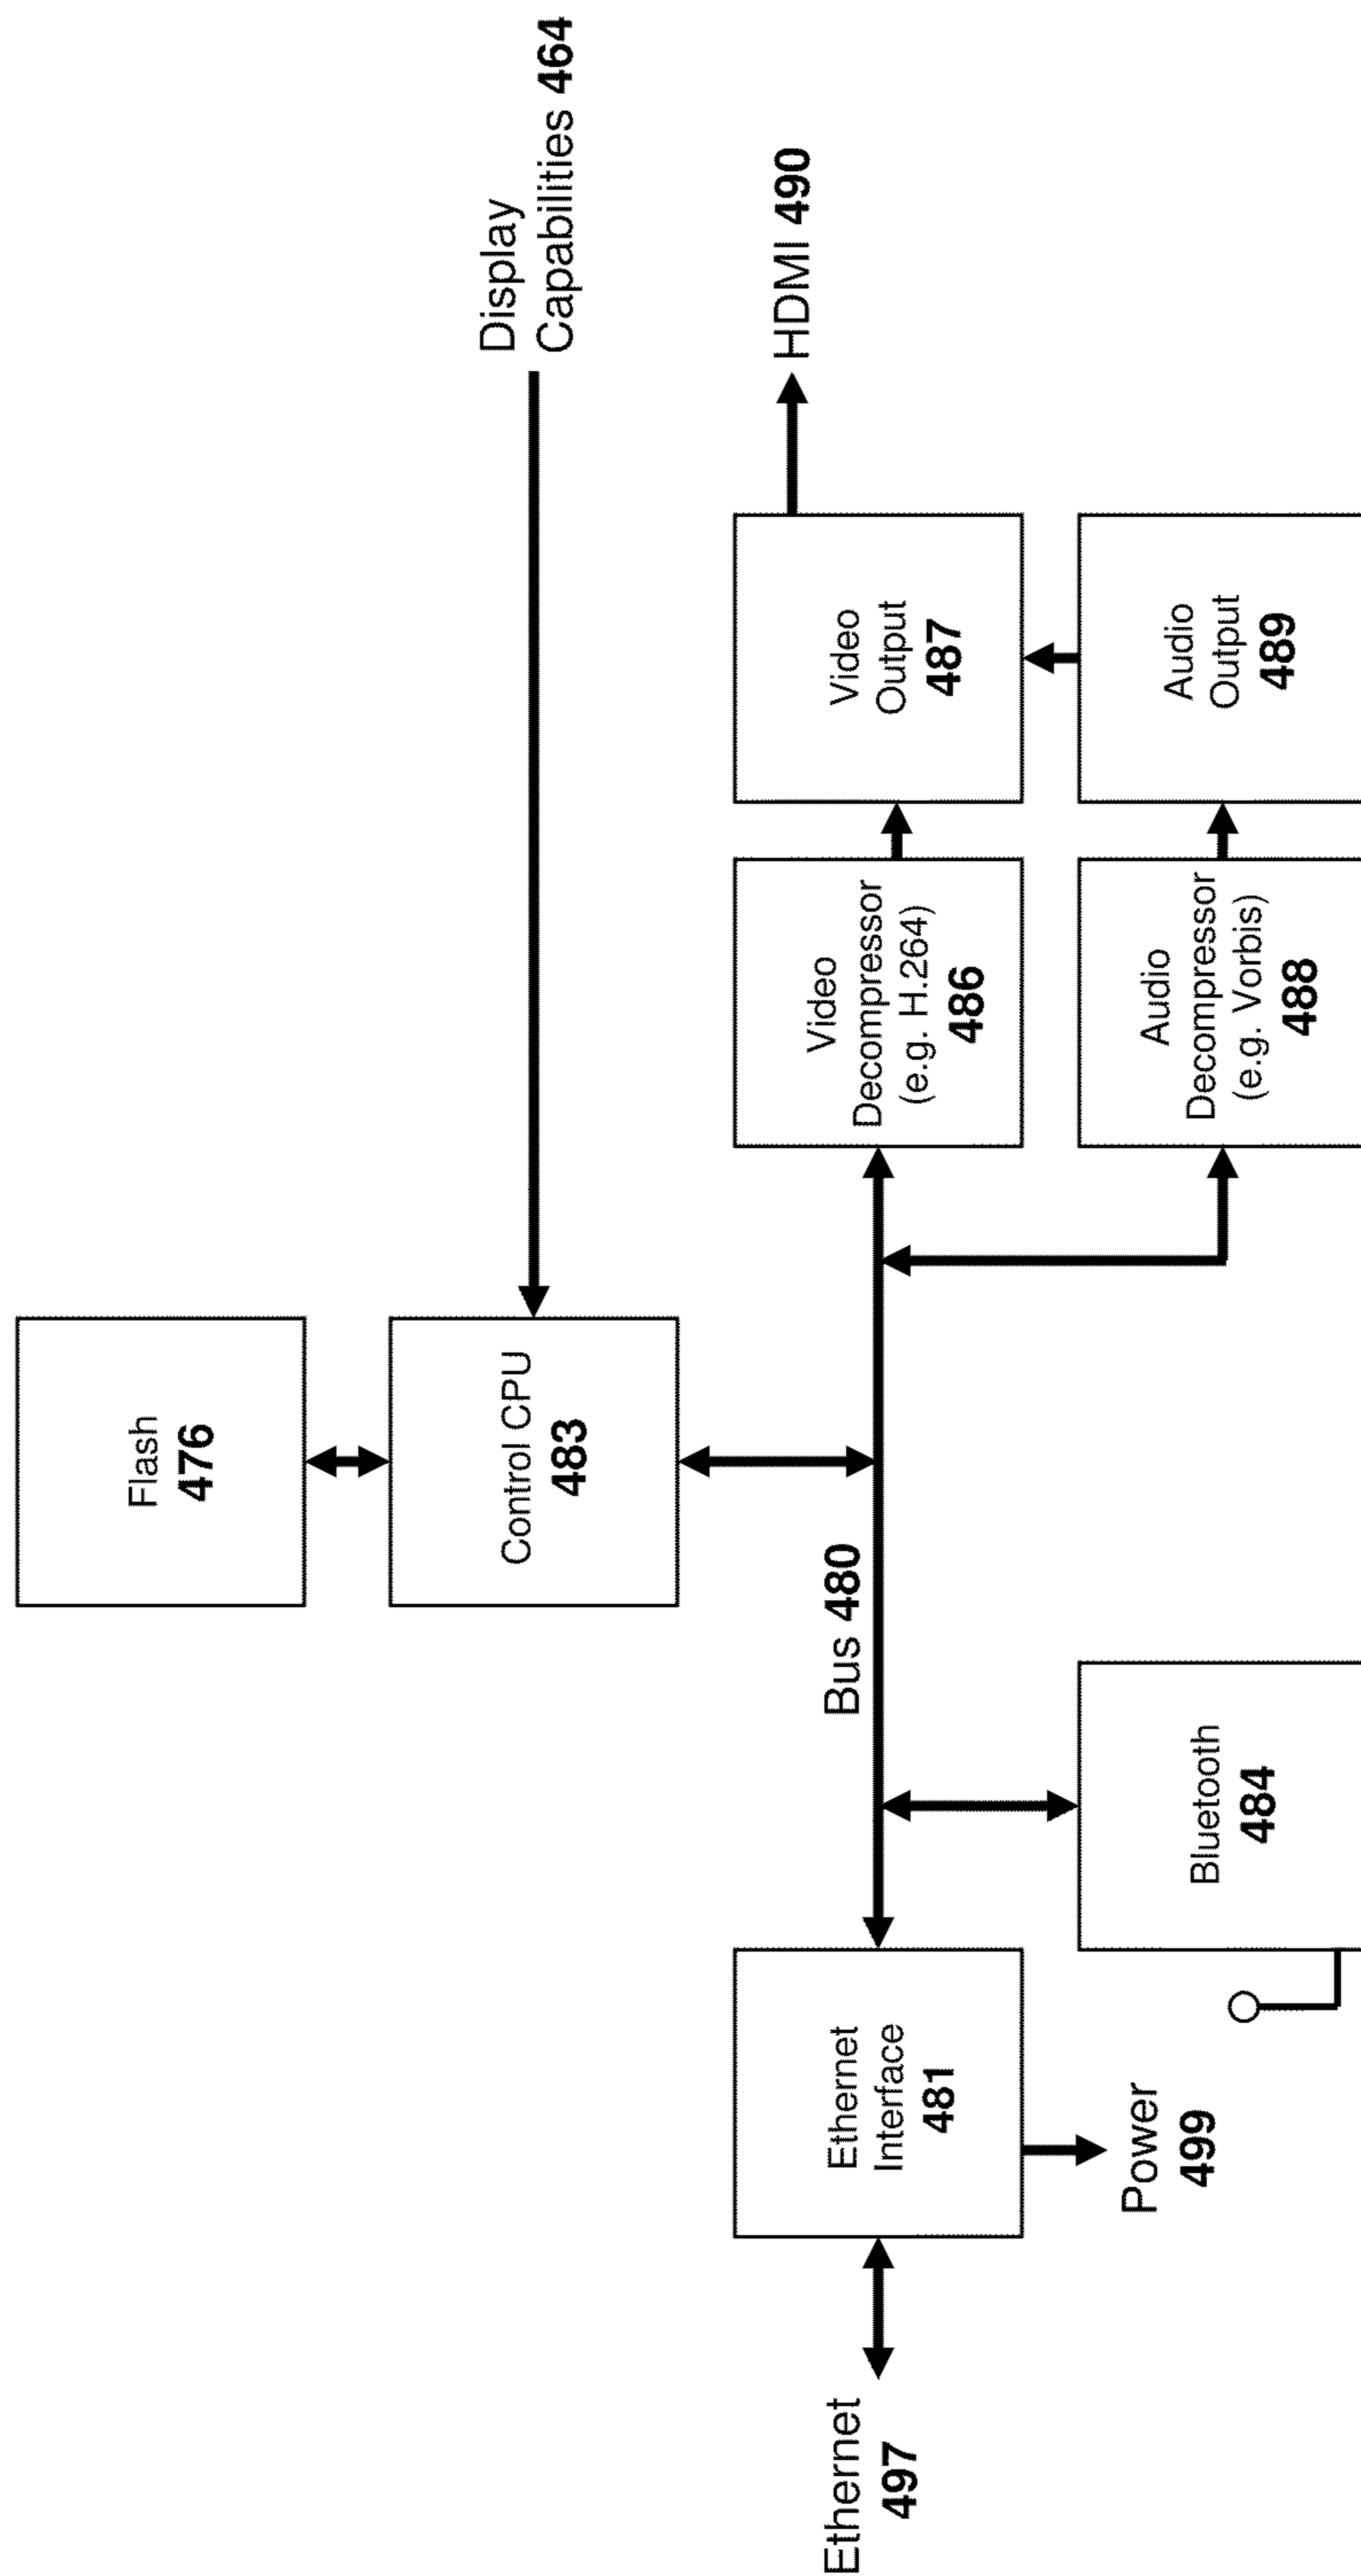 Flash
476
Display
Capabilities 464
Control CPU
483
HDMI 490
Bus 480
Ethernet
497
Ethernet
Interface
481
Video
Decompressor
(e.g. H.264)
486
Video
Output
487
Power
499
Bluetooth
484
Audio
Decompressor
(e.g. Vorbis)
488
Audio
Output
489